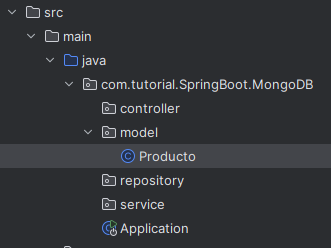 src
main
java
com.tutorial.SpringBoot.MongoDB
controller
model
Producto
repository
service
Application